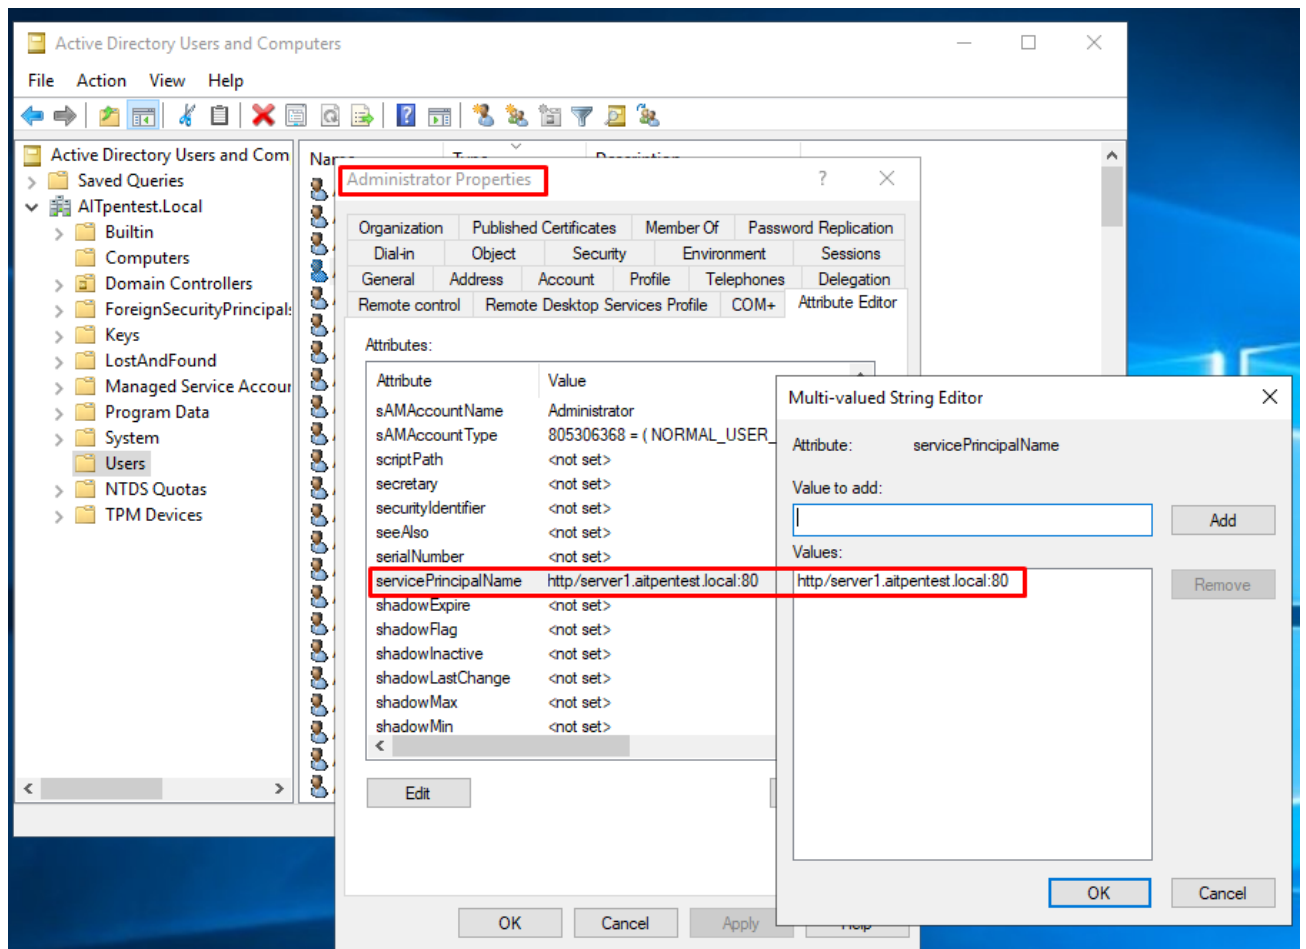 Active Directory Users and Computers
File Action View Help
Active Directory Users and Com
Saved Queries
AITpentest.Local
Builtin
Computers
Domain Controllers
ForeignSecurityPrincipals
Keys
LostAndFound
Managed Service Accour
Program Data
System
Users
NTDS Quotas
TPM Devices
Name Type Description
Administrator Properties
Organization Published Certificates Member Of Password Replication
Dial-in Object Security Environment Sessions
General Address Account Profile Telephones Delegation
Remote control Remote Desktop Services Profile COM+ Attribute Editor
Attributes:
Attribute Value
sAMAccountName Administrator
sAMAccountType 805306368 = ( NORMAL_USER_
scriptPath <not set>
secretary <not set>
securityIdentifier <not set>
seeAlso <not set>
serialNumber <not set>
servicePrincipalName http/server1.aitpentest.local:80
shadowExpire <not set>
shadowFlag <not set>
shadowInactive <not set>
shadowLastChange <not set>
shadowMax <not set>
shadowMin <not set>
Edit
OK Cancel Apply Help
Multi-valued String Editor
Attribute: servicePrincipalName
Value to add:
Add
Values:
http/server1.aitpentest.local:80
Remove
OK Cancel